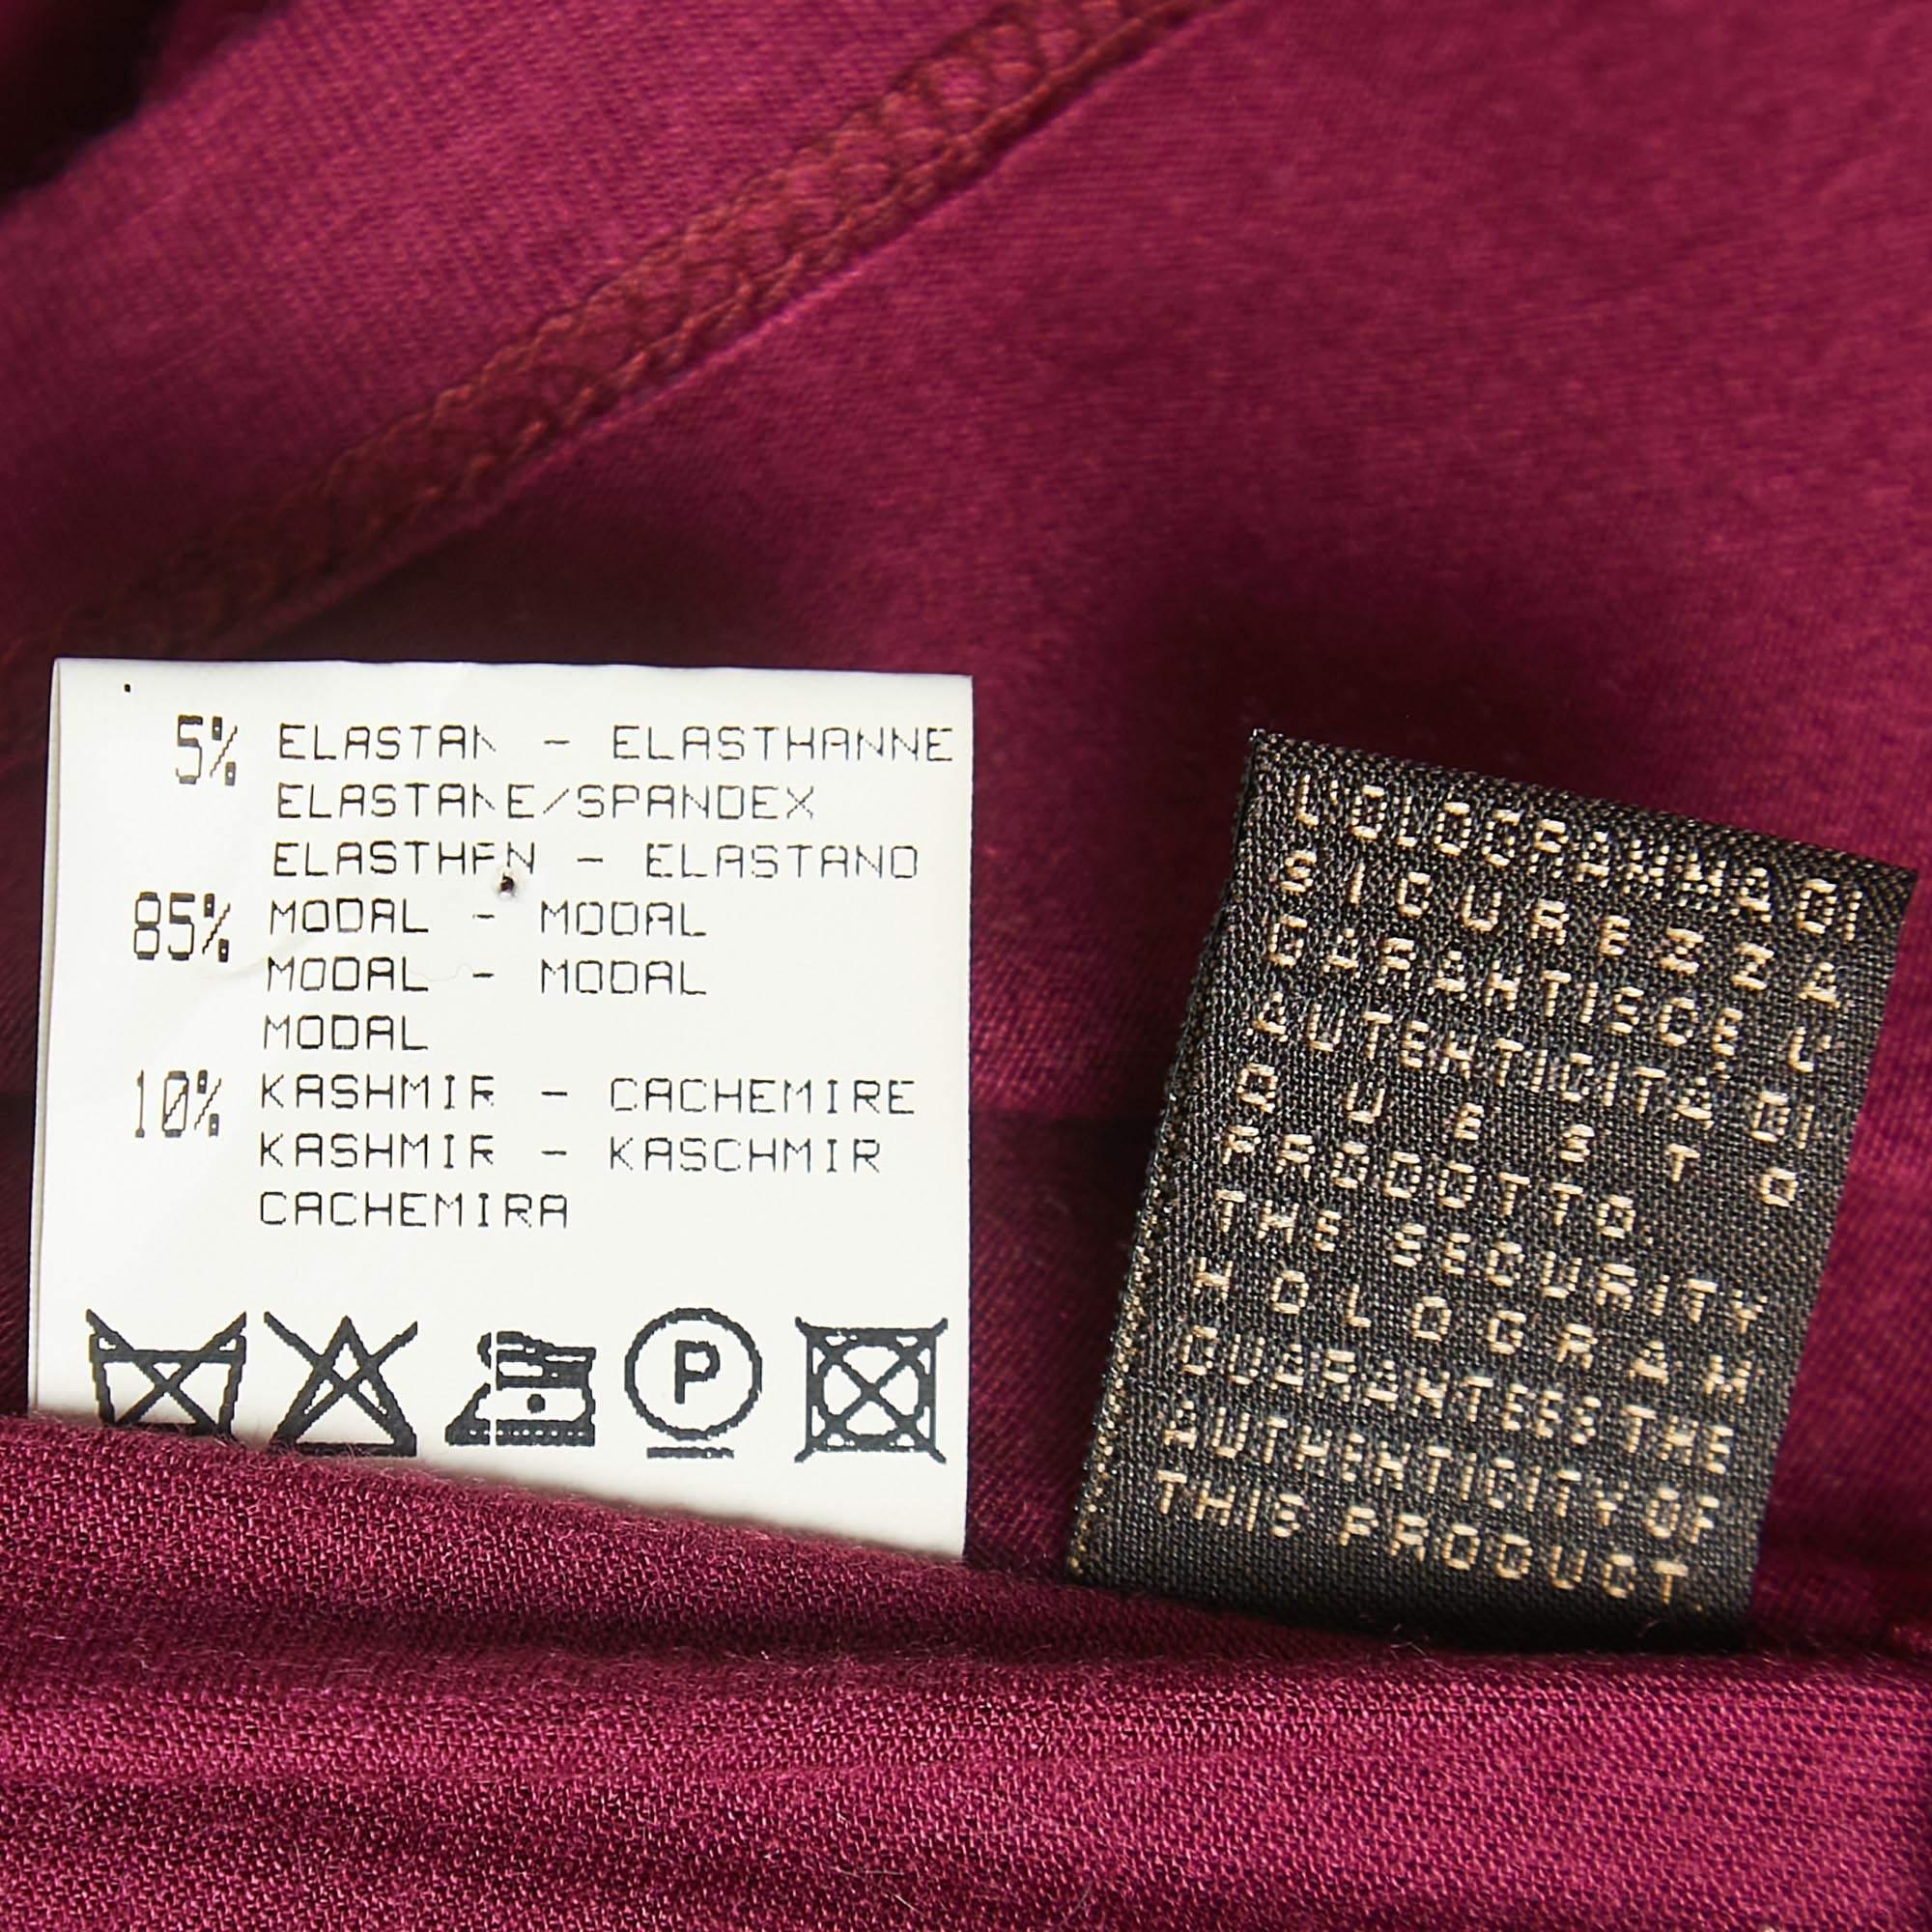 5% ELASTAN - ELASTHANNE
ELASTANE/SPANDEX
ELASTHAN - ELASTANO
85% MODAL - MODAL
MODAL - MODAL
MODAL
10% KASHMIR - CACHEMIRE
KASHMIR - KASCHMIR
CACHEMIRA
P
L'OLOGRAMMA DI
SICUREZZA
GARANTISCE L'
AUTENTICITÀ DI
QUESTO
PRODOTTO.
THE SECURITY
HOLOGRAM
GUARANTEES THE
AUTHENTICITY OF
THIS PRODUCT.